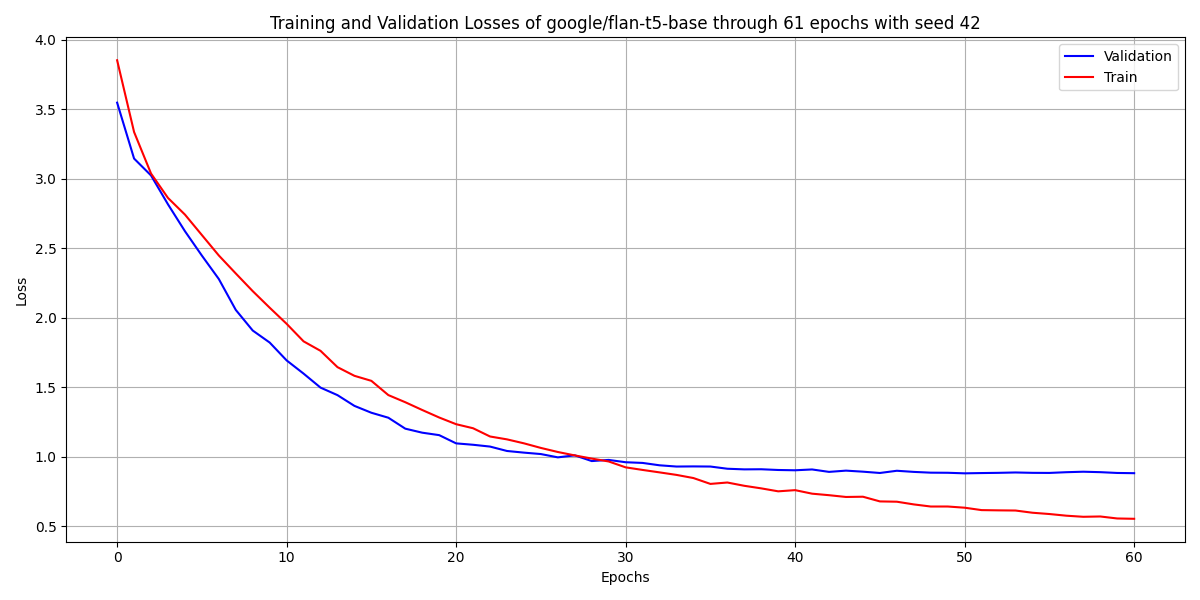 Training and Validation Losses of google/flan-t5-base through 61 epochs with seed 42
Validation
Train
Loss
4.0
3.5
3.0
2.5
2.0
1.5
1.0
0.5
0 10 20 30 40 50 60
Epochs